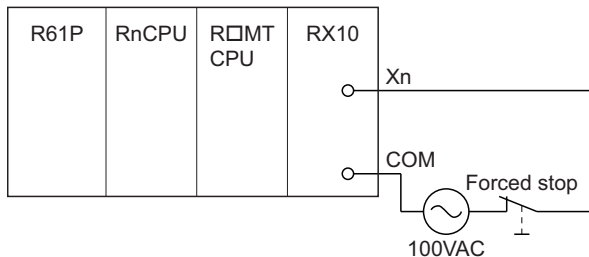 R61P
RnCPU
R□MT
CPU
RX10
Xn
COM
Forced stop
100VAC